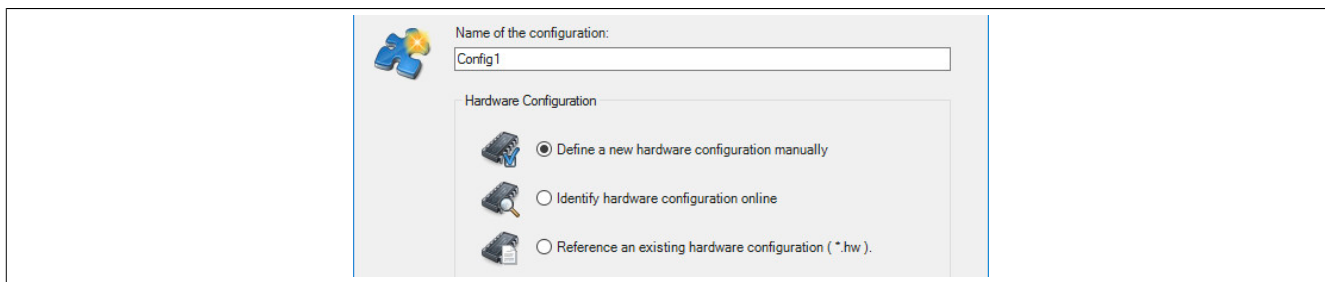 Name of the configuration:
Config1
Hardware Configuration
Define a new hardware configuration manually
Identify hardware configuration online
Reference an existing hardware configuration ( *.hw ).